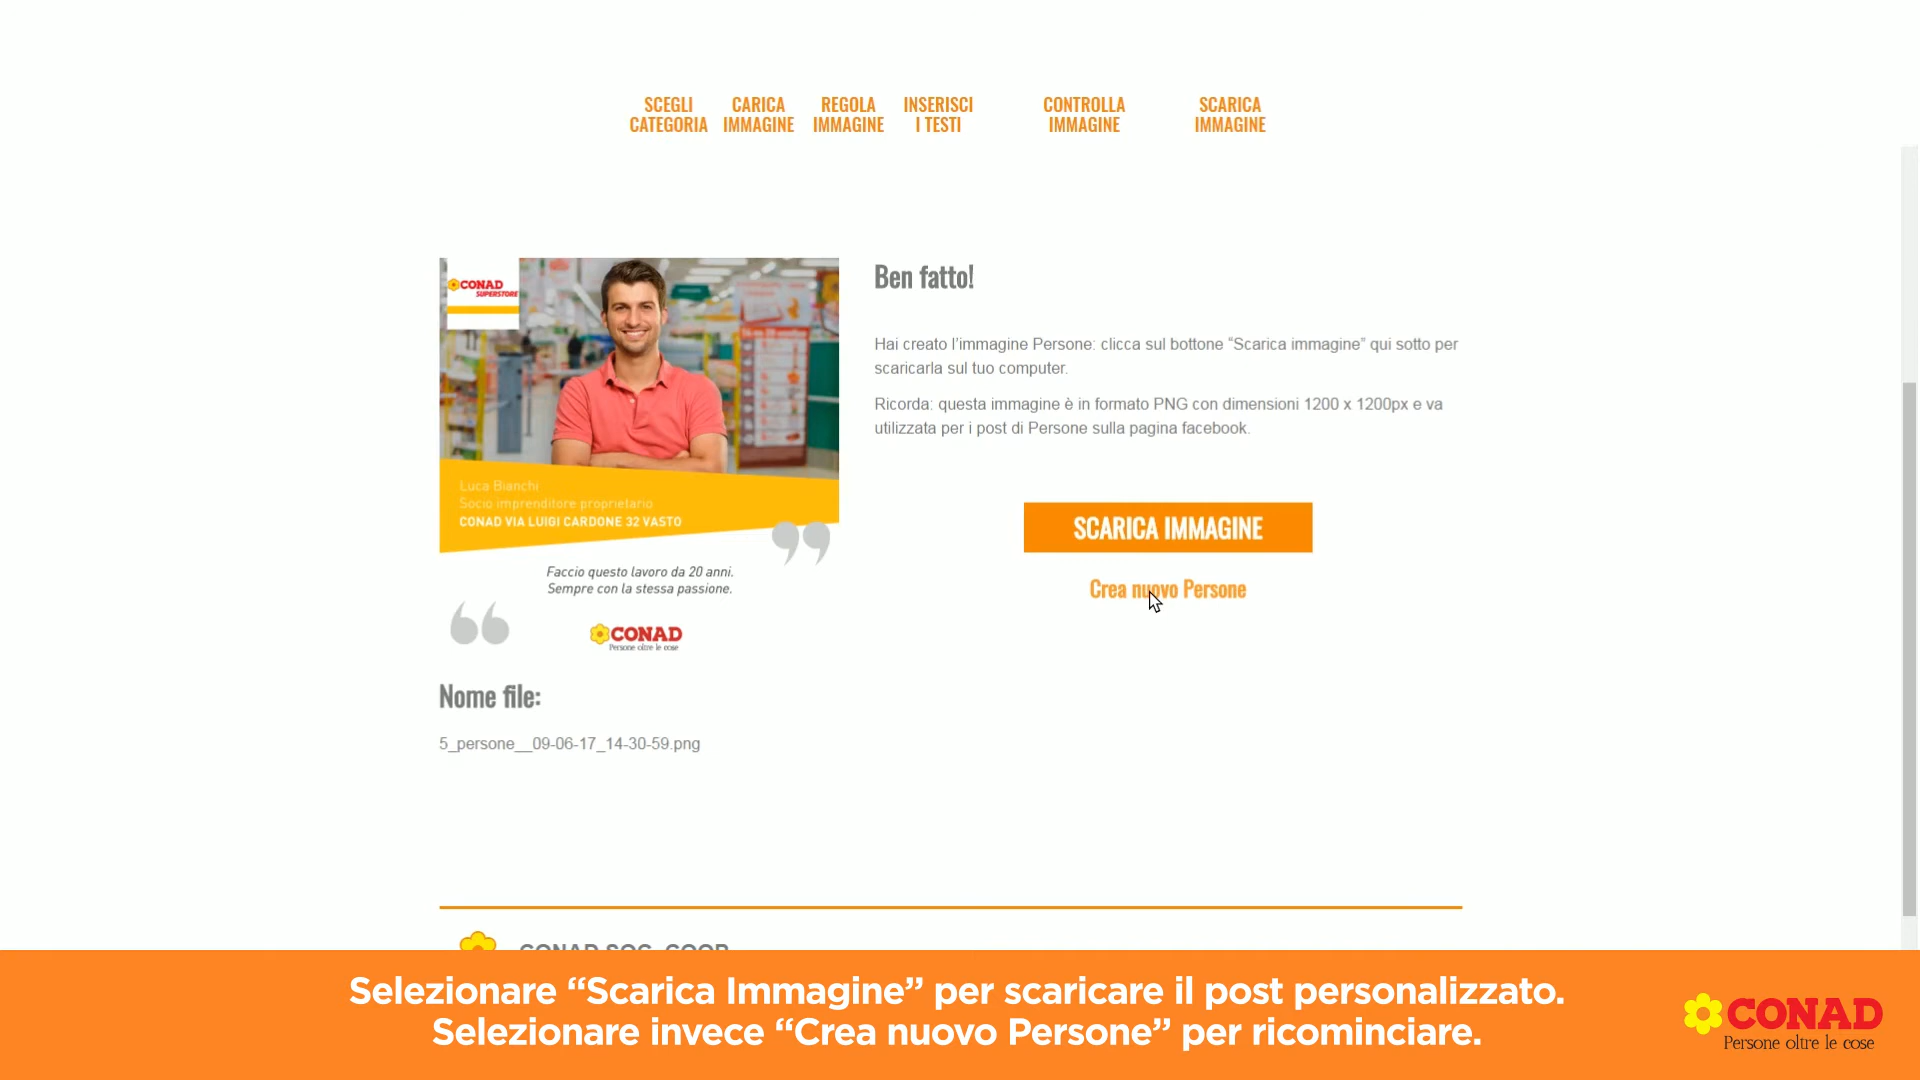 SCEGLI
CATEGORIA
CARICA
IMMAGINE
REGOLA
IMMAGINE
INSERISCI
I TESTI
CONTROLLA
IMMAGINE
SCARICA
IMMAGINE
CONAD
SUPERSTORE
Luca Bianchi
Socio imprenditore proprietario
CONAD VIA LUIGI CARDONE 32 VASTO
Faccio questo lavoro da 20 anni.
Sempre con la stessa passione.
CONAD
Persone oltre le cose
Nome file:
5_persone__09-06-17_14-30-59.png
Ben fatto!
Hai creato l’immagine Persone: clicca sul bottone “Scarica immagine” qui sotto per
scaricarla sul tuo computer.
Ricorda: questa immagine è in formato PNG con dimensioni 1200 x 1200px e va
utilizzata per i post di Persone sulla pagina facebook.
SCARICA IMMAGINE
Crea nuovo Persone
CONAD SOC. COOP.
Selezionare “Scarica Immagine” per scaricare il post personalizzato.
Selezionare invece “Crea nuovo Persone” per ricominciare.
CONAD
Persone oltre le cose